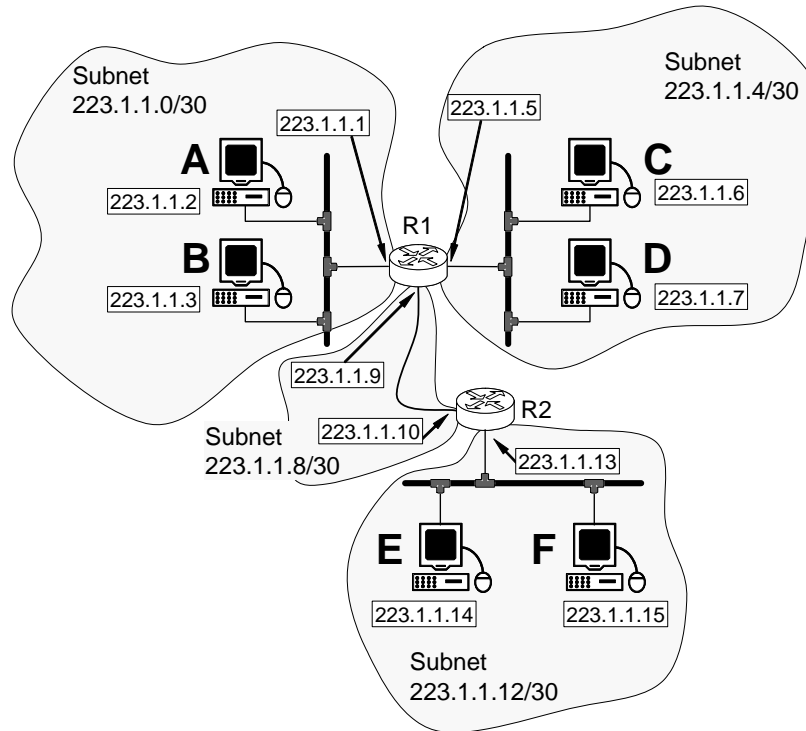 Subnet
223.1.1.0/30
Subnet
223.1.1.4/30
223.1.1.1
223.1.1.5
A
C
223.1.1.2
223.1.1.6
R1
B
D
223.1.1.3
223.1.1.7
223.1.1.9
R2
223.1.1.10
Subnet
223.1.1.8/30
223.1.1.13
E
F
223.1.1.14
223.1.1.15
Subnet
223.1.1.12/30